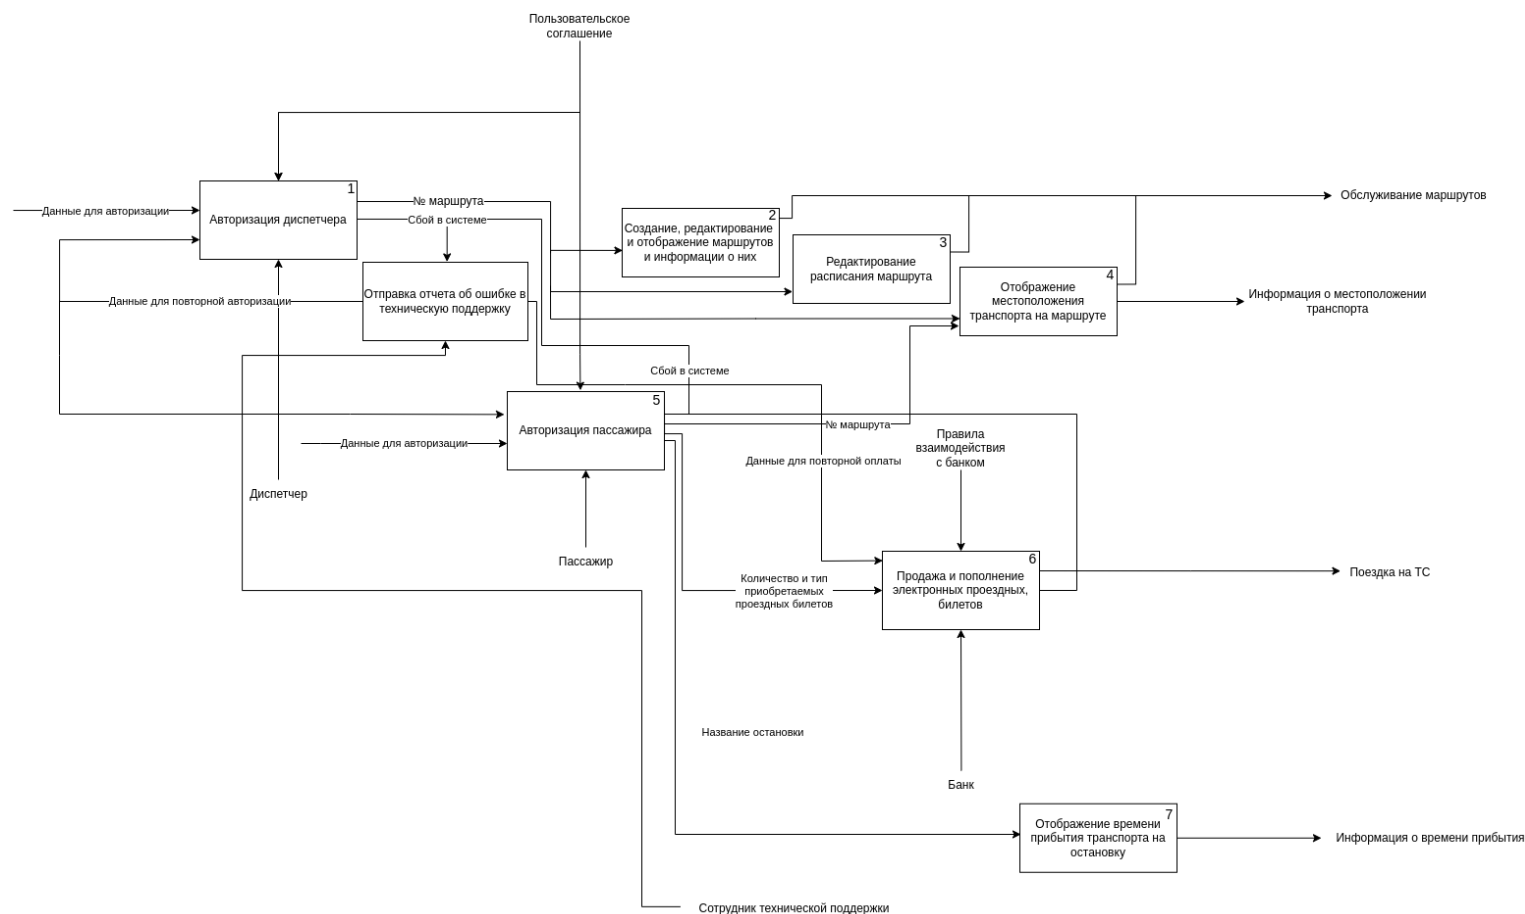 Пользовательское
соглашение
1
Авторизация диспетчера
Данные для авторизации
№ маршрута
Сбой в системе
2
Создание, редактирование
и отображение маршрутов
и информации о них
Обслуживание маршрутов
3
Редактирование
расписания маршрута
4
Отображение
местоположения
транспорта на маршруте
Информация о местоположении
транспорта
Данные для повторной авторизации
Отправка отчета об ошибке в
техническую поддержку
Сбой в системе
5
Авторизация пассажира
Данные для авторизации
№ маршрута
Правила
взаимодействия
с банком
Данные для повторной оплаты
Диспетчер
Пассажир
6
Продажа и пополнение
электронных проездных,
билетов
Поездка на ТС
Количество и тип
приобретаемых
проездных билетов
Название остановки
Банк
7
Отображение времени
прибытия транспорта на
остановку
Информация о времени прибытия
Сотрудник технической поддержки